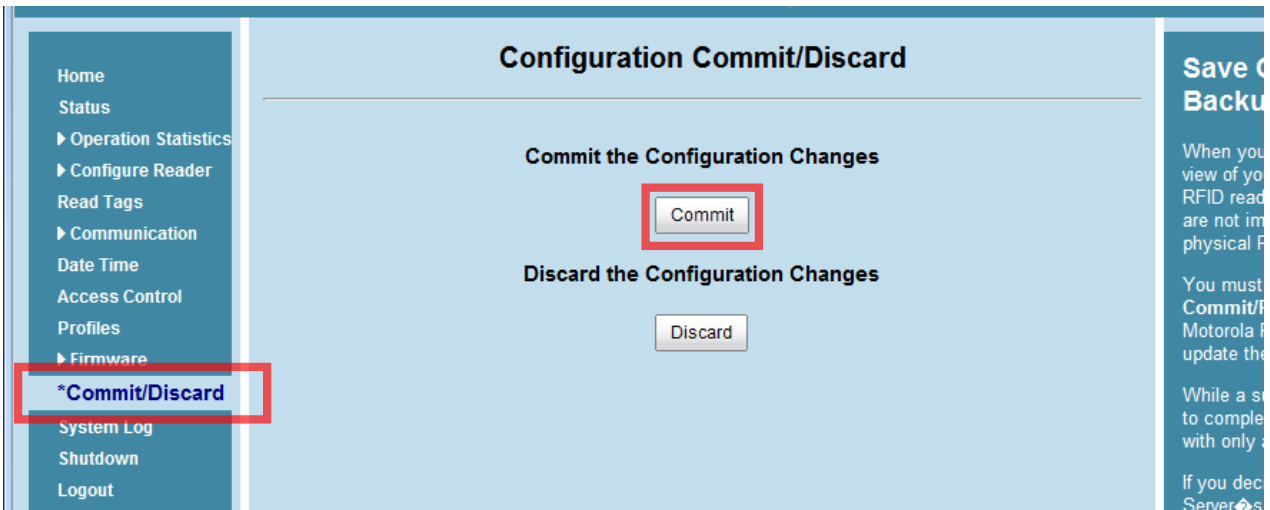 Home
Status
Operation Statistics
Configure Reader
Read Tags
Communication
Date Time
Access Control
Profiles
Firmware
*Commit/Discard
System Log
Shutdown
Logout
Configuration Commit/Discard
Commit the Configuration Changes
Commit
Discard the Configuration Changes
Discard
Save
Backu
When you
view of yo
RFID read
are not im
physical
You must
Commit/
Motorola
update the
While a su
to comple
with only a
If you deci
Server�s